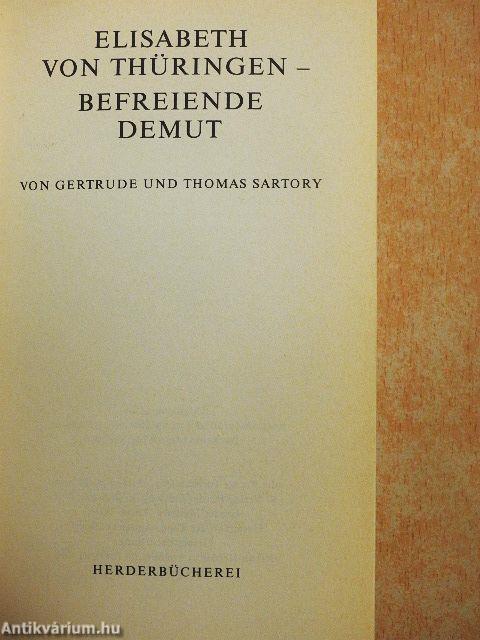 ELISABETH
VON THÜRINGEN –
BEFREIENDE
DEMUT
VON GERTRUDE UND THOMAS SARTORY
HERDERBÜCHEREI
Antikvárium.hu